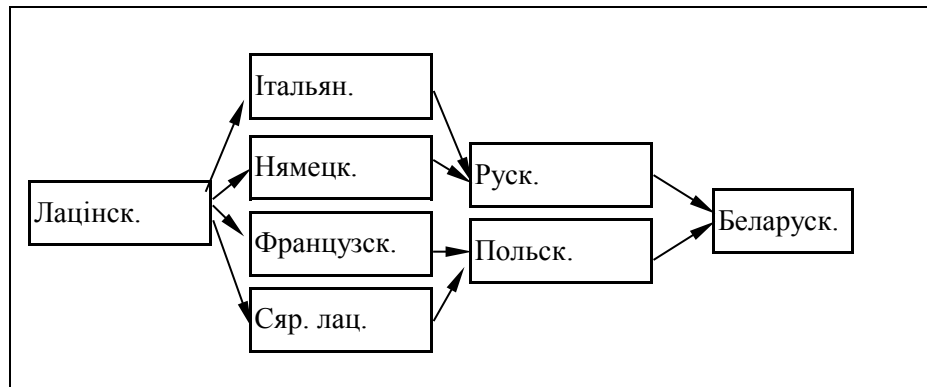 Італьян.
Нямецк.
Руск.
Лацінск.
Беларуск.
Французск.
Польск.
Сяр. лац.